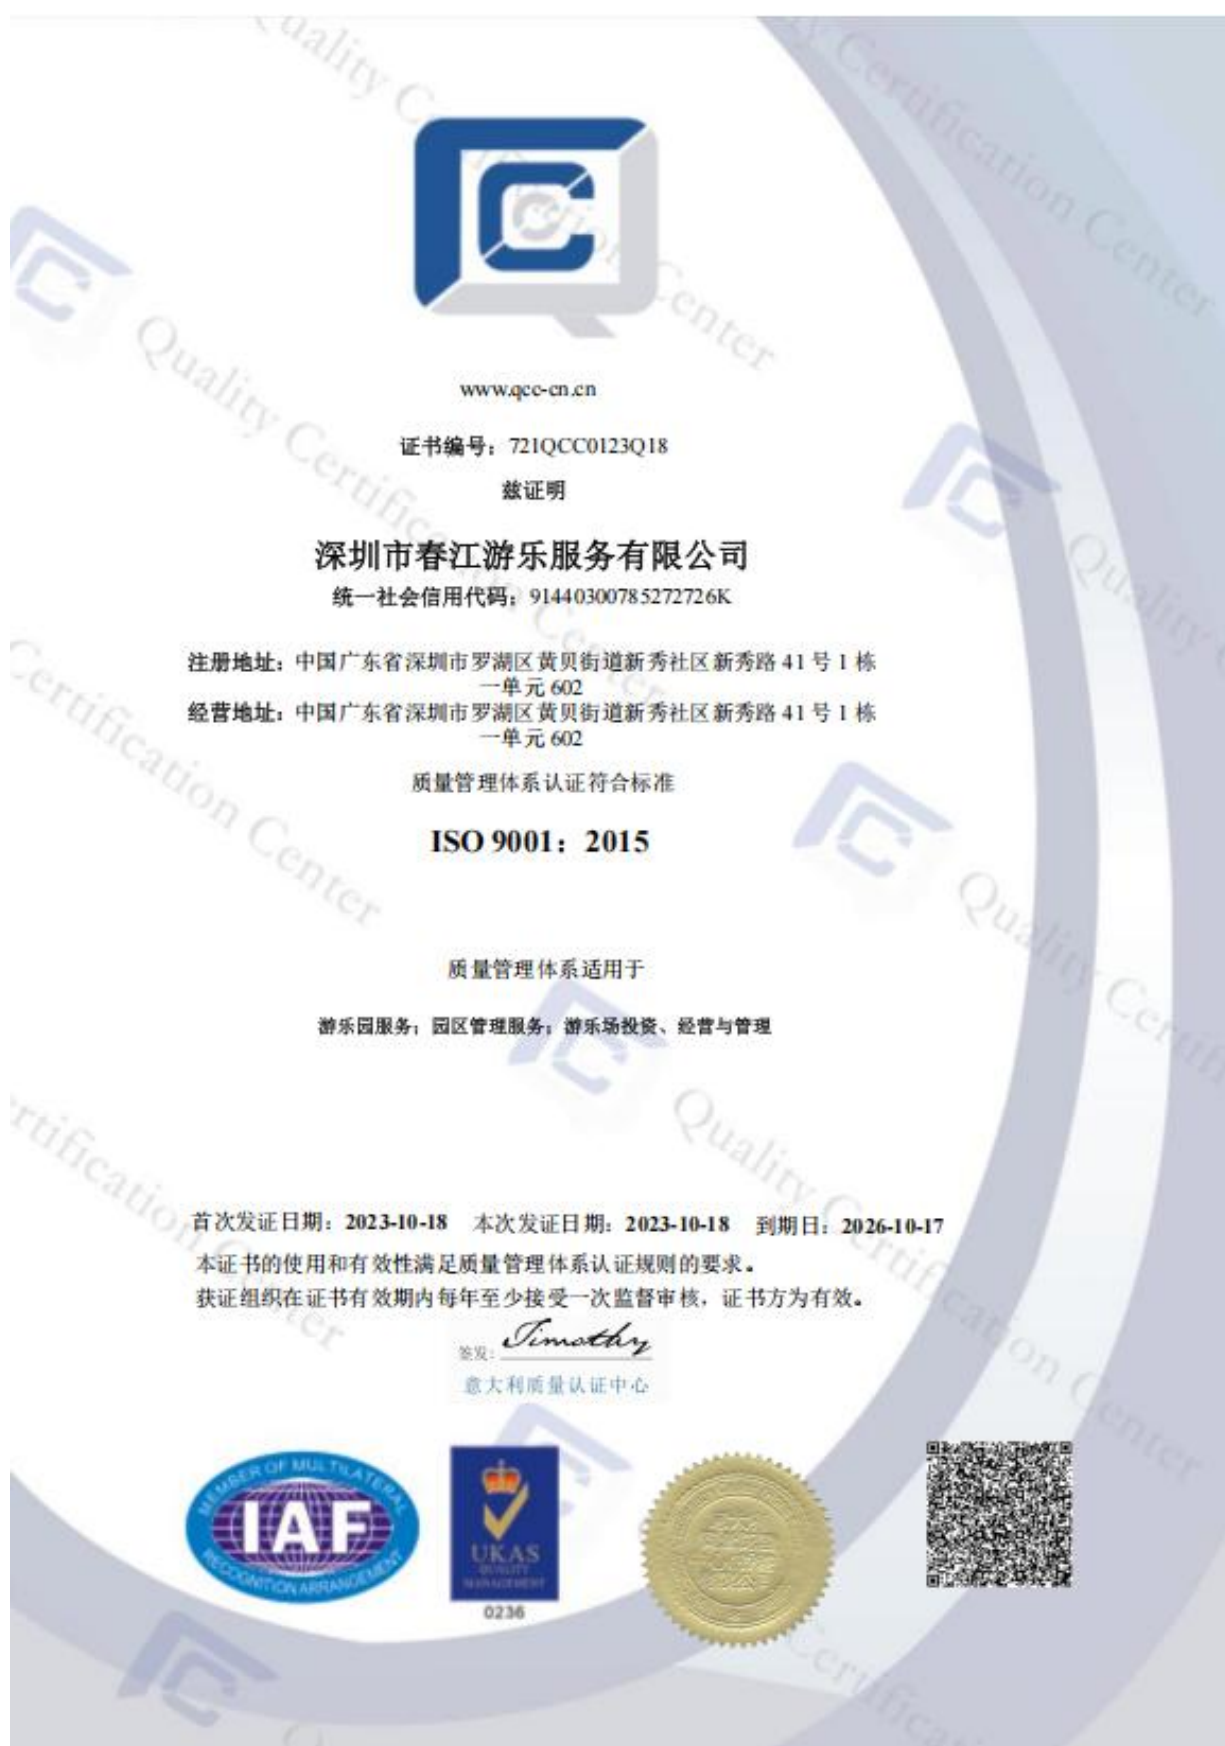 www.qcc-cn.cn
证书编号：721QCC0123Q18
兹证明
深圳市春江游乐服务有限公司
统一社会信用代码：91440300785272726K
注册地址：中国广东省深圳市罗湖区黄贝街道新秀社区新秀路 41 号 1 栋
一单元 602
经营地址：中国广东省深圳市罗湖区黄贝街道新秀社区新秀路 41 号 1 栋
一单元 602
质量管理体系认证符合标准
ISO 9001：2015
质量管理体系适用于
游乐园服务；园区管理服务；游乐场投资、经营与管理
首次发证日期：2023-10-18 本次发证日期：2023-10-18 到期日：2026-10-17
本证书的使用和有效性满足质量管理体系认证规则的要求。
获证组织在证书有效期内每年至少接受一次监督审核，证书方为有效。
签发：Timothy
意大利质量认证中心
MEMBER OF MULTILATERAL
IAF
RECOGNITION ARRANGEMENT
UKAS
QUALITY
MANAGEMENT
0236
Quality Certification Center